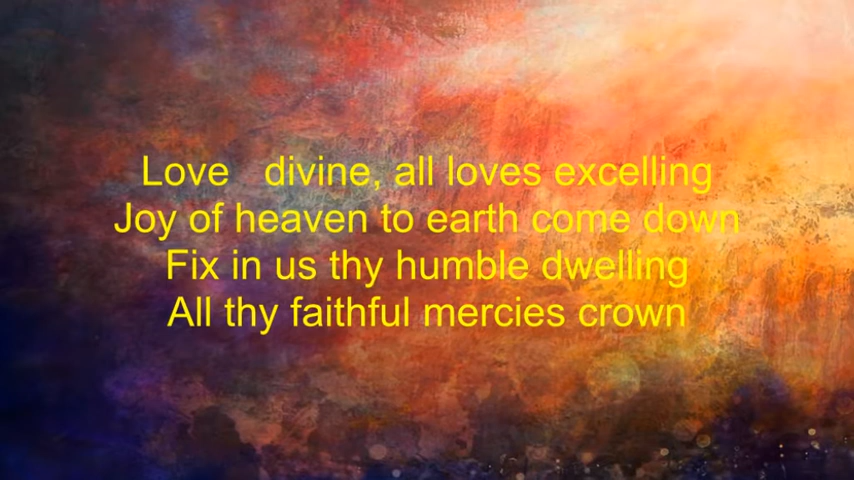 Love   divine, all loves excelling
Joy of heaven to earth come down
Fix in us thy humble dwelling
All thy faithful mercies crown